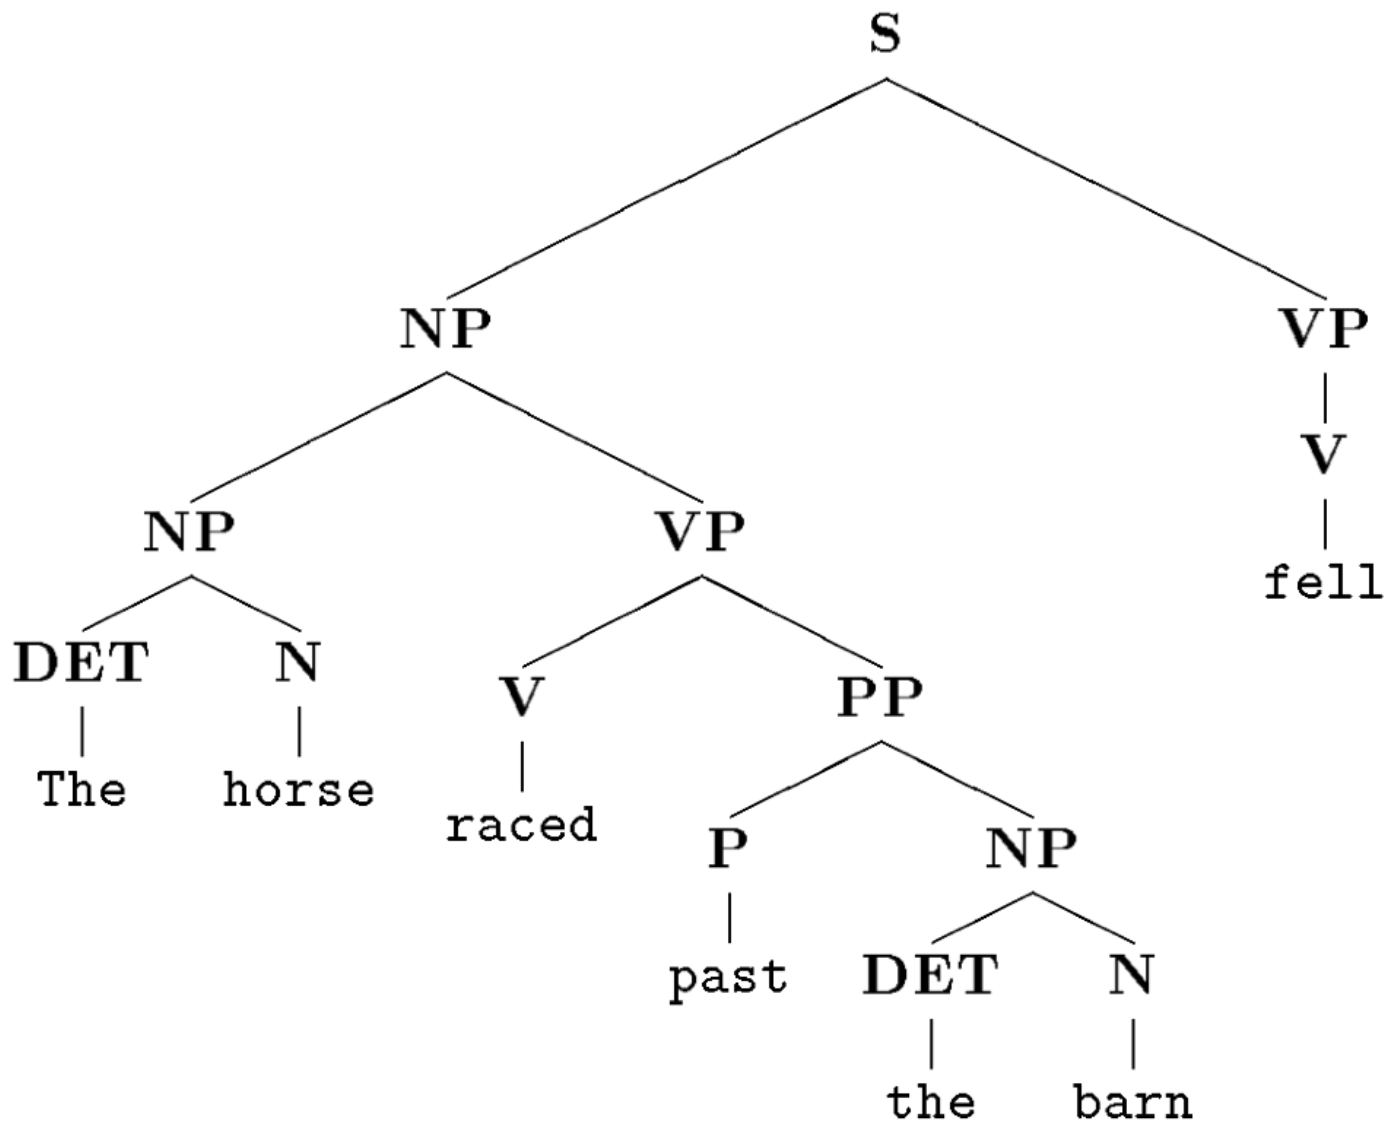 S
NP VP
V
NP VP
fell
DET N
V PP
The horse
raced
P NP
past DET N
the barn